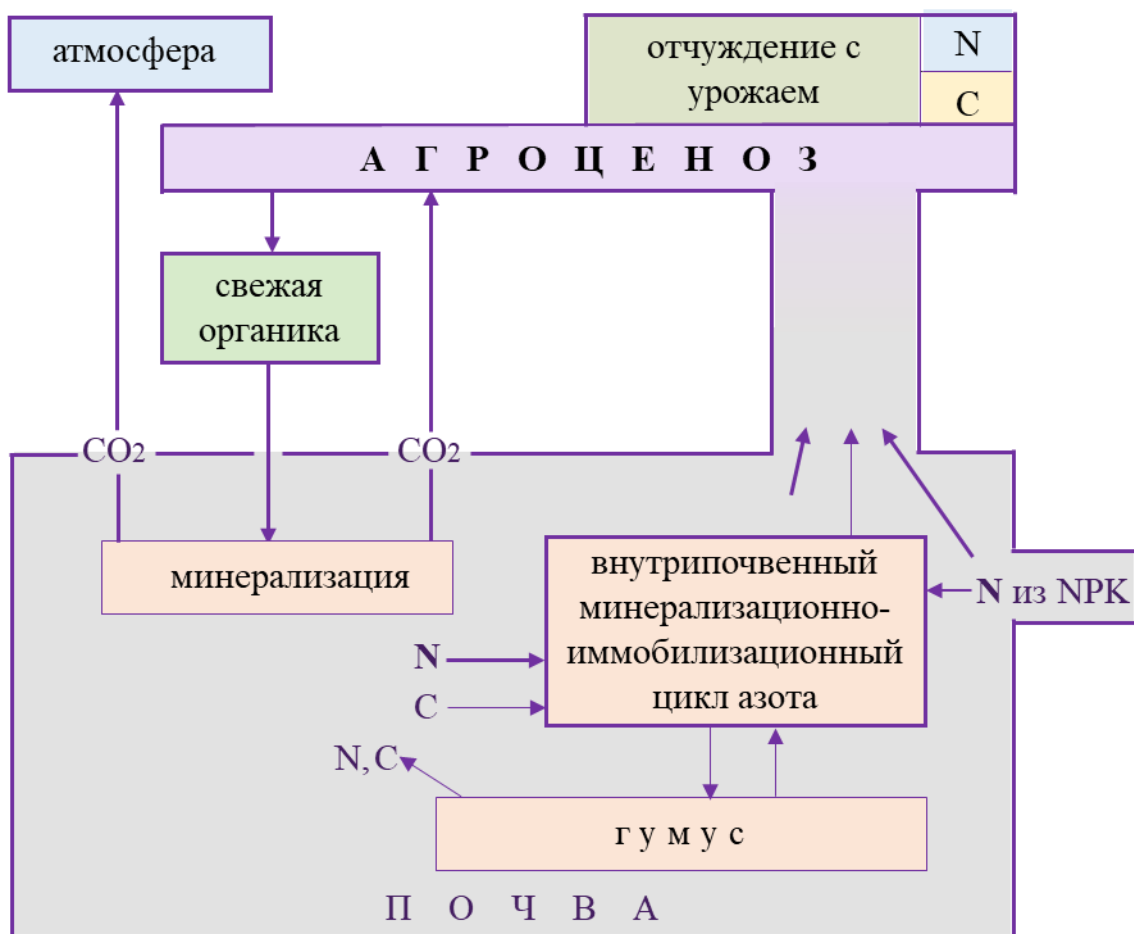 атмосфера
отчуждение с
урожаем
N
C
А Г Р О Ц Е Н О З
свежая
органика
CO2
CO2
минерализация
внутрипочвенный
минерализационно-
иммобилизационный
цикл азота
N из NPK
N
C
N, C
г у м у с
П О Ч В А